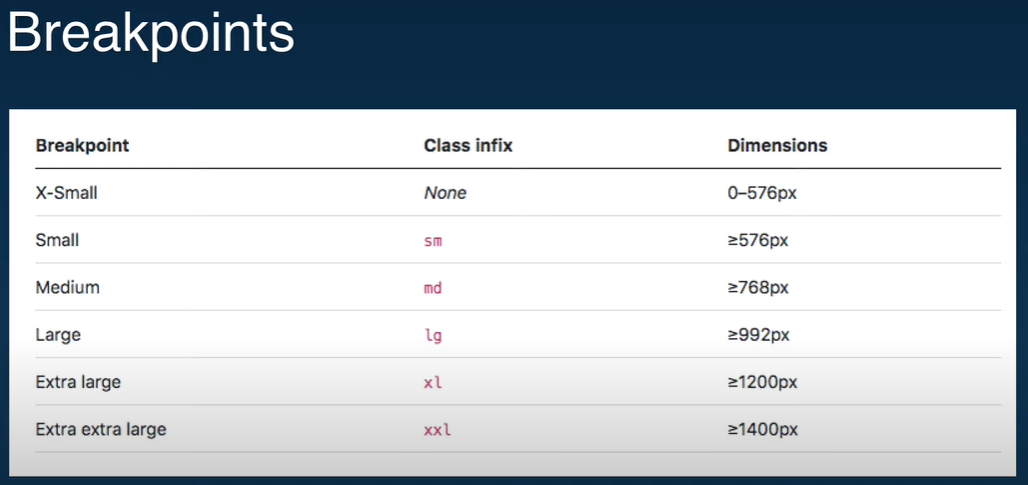 Breakpoints
Breakpoint Class infix Dimensions
X-Small None 0–576px
Small sm ≥576px
Medium md ≥768px
Large lg ≥992px
Extra large xl ≥1200px
Extra extra large xxl ≥1400px